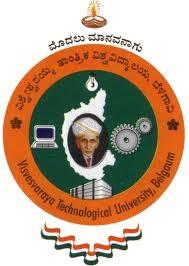 ಮೊದಲು ಮಾನವನಾಗು
ವಿಶ್ವೇಶ್ವರಯ್ಯ ತಾಂತ್ರಿಕ ವಿಶ್ವವಿದ್ಯಾಲಯ, ಬೆಳಗಾವಿ
Visvesvaraya Technological University, Belgaum